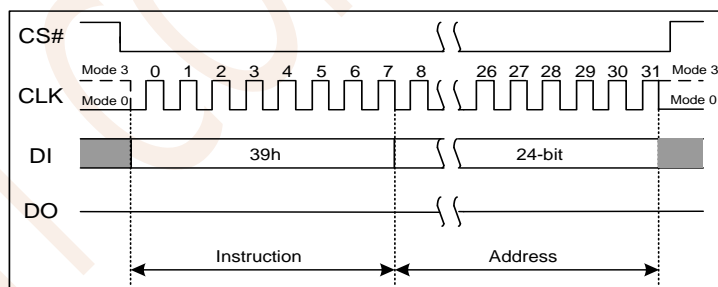 CS#
Mode 3 0 1 2 3 4 5 6 7 8 26 27 28 29 30 31 Mode 3
CLK
Mode 0 Mode 0
DI 39h 24-bit
DO
Instruction Address